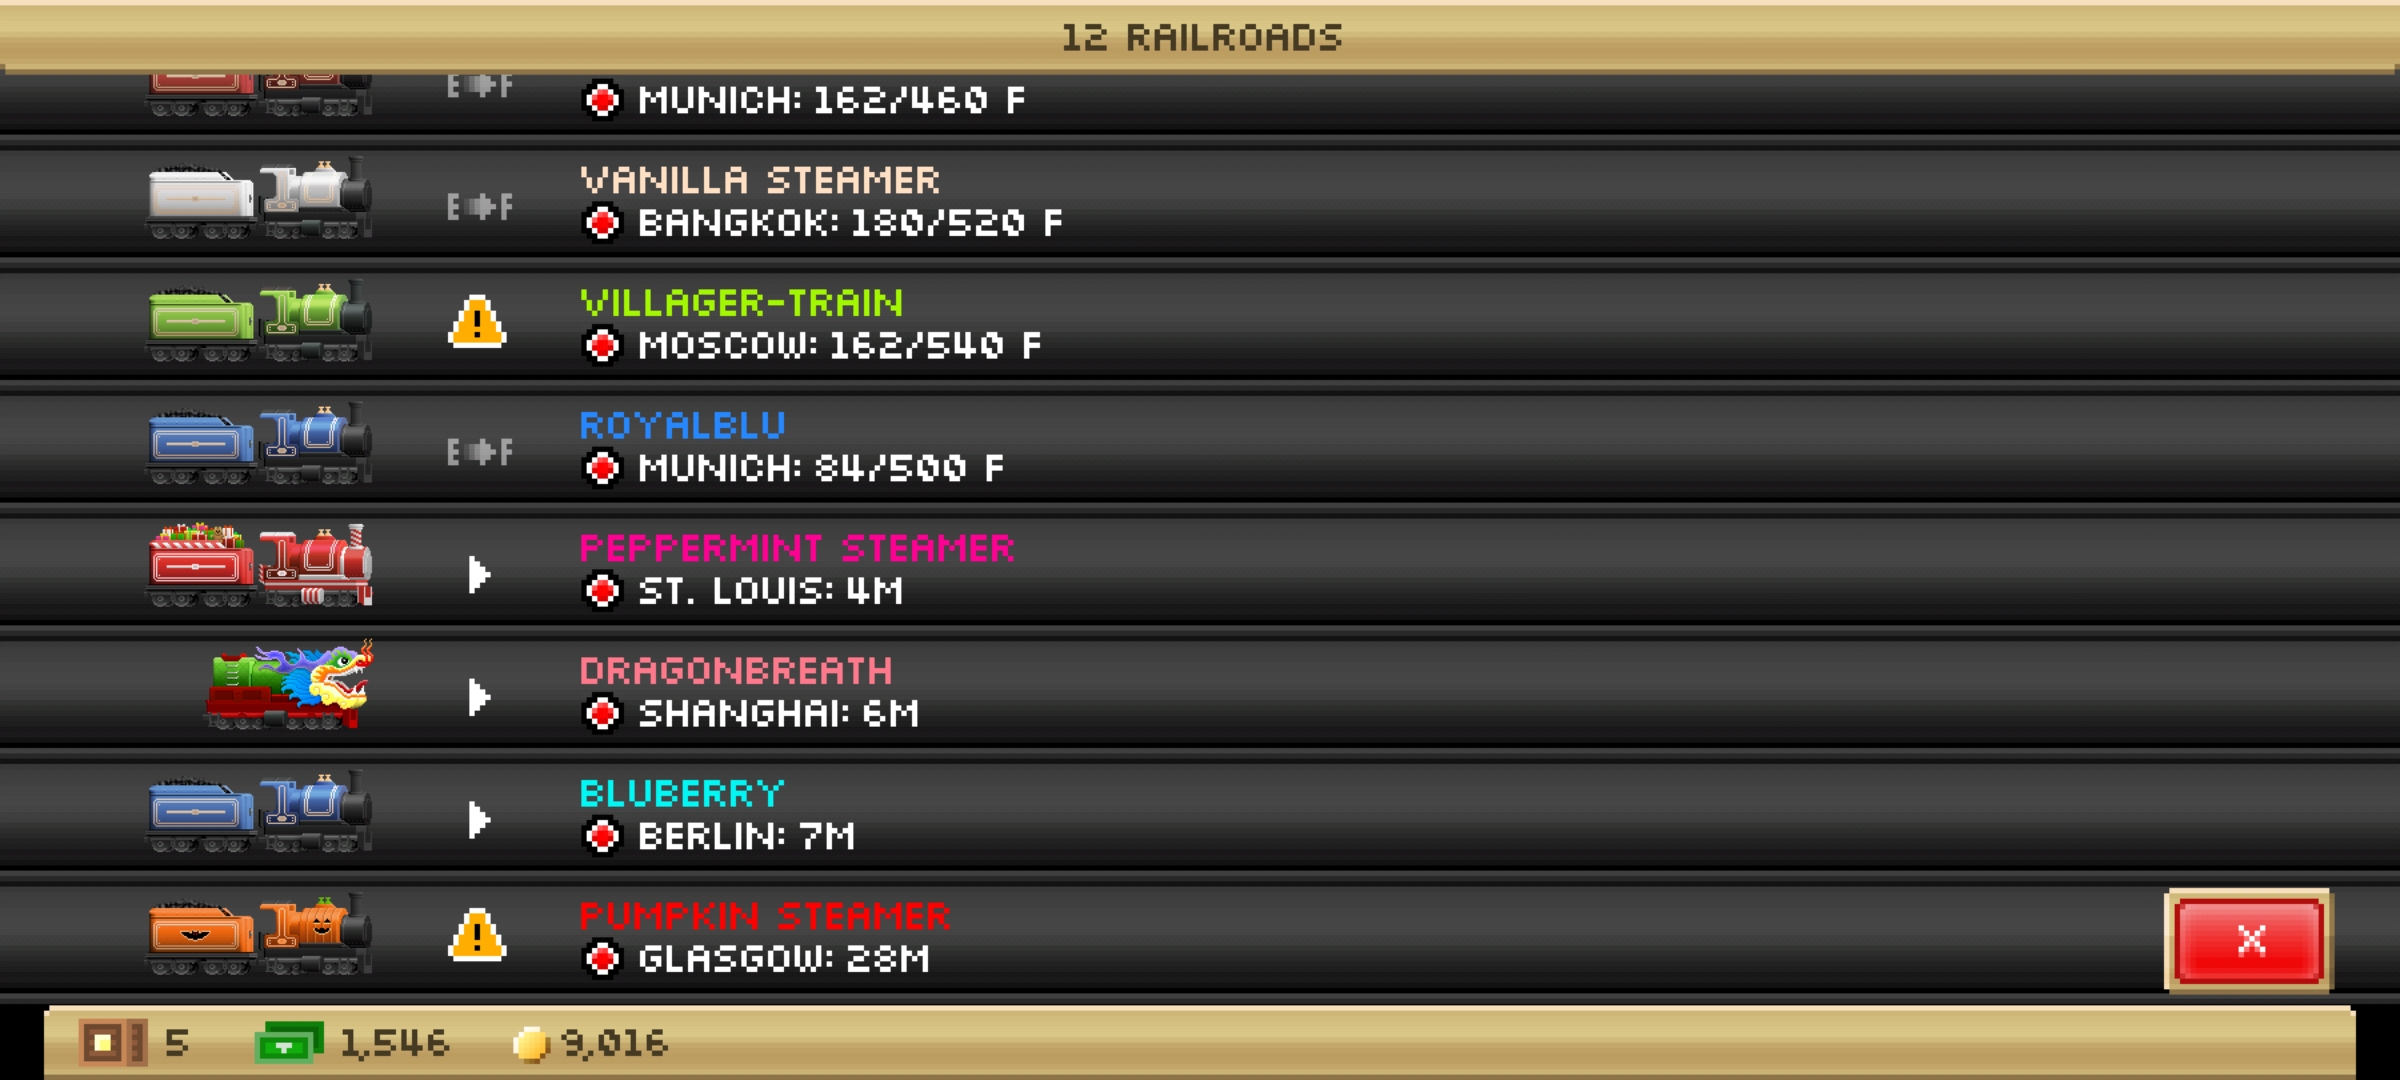 12 RAILROADS
E F
MUNICH: 162/460 F
VANILLA STEAMER
E F
BANGKOK: 180/520 F
VILLAGER-TRAIN
!
MOSCOW: 162/540 F
ROYALBLU
E F
MUNICH: 84/500 F
PEPPERMINT STEAMER
ST. LOUIS: 4M
DRAGONBREATH
SHANGHAI: 6M
BLUBERRY
BERLIN: 7M
PUMPKIN STEAMER
!
GLASGOW: 28M
X
5 1,546 9,016